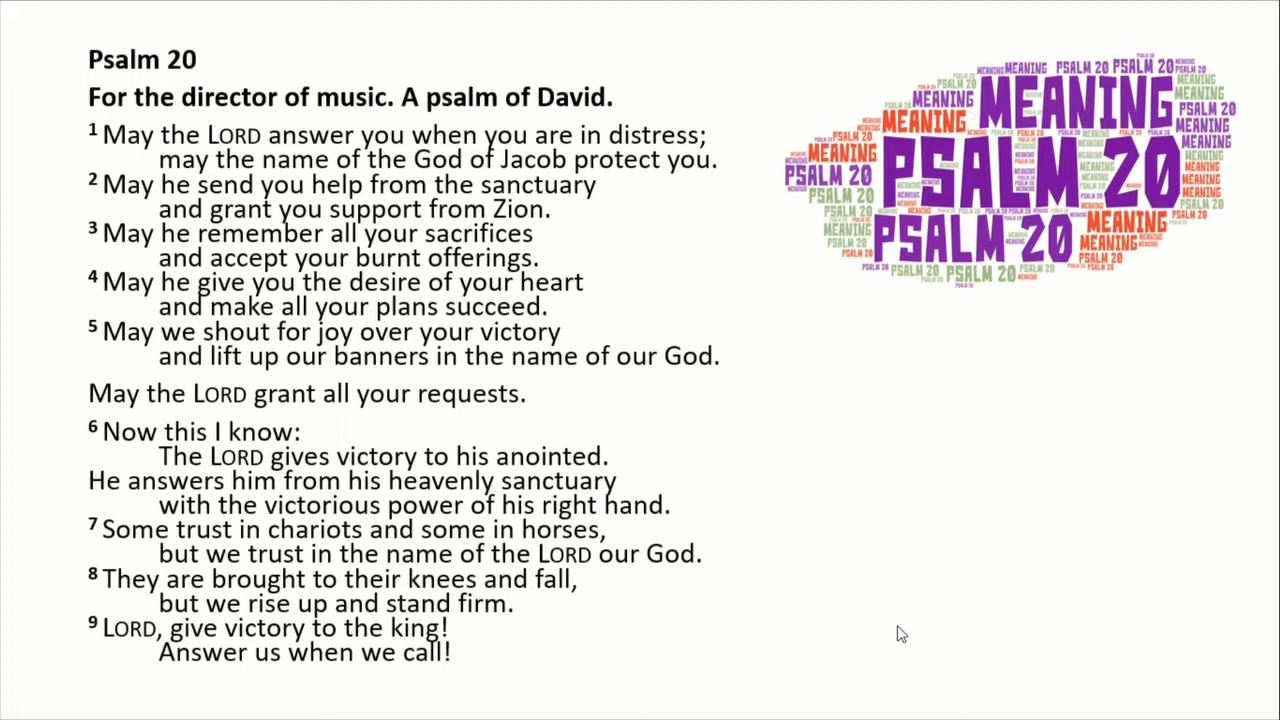 Psalm 20
For the director of music. A psalm of David.
1 May the LORD answer you when you are in distress;
may the name of the God of Jacob protect you.
2 May he send you help from the sanctuary
and grant you support from Zion.
3 May he remember all your sacrifices
and accept your burnt offerings.
4 May he give you the desire of your heart
and make all your plans succeed.
5 May we shout for joy over your victory
and lift up our banners in the name of our God.
May the LORD grant all your requests.
6 Now this I know:
The LORD gives victory to his anointed.
He answers him from his heavenly sanctuary
with the victorious power of his right hand.
7 Some trust in chariots and some in horses,
but we trust in the name of the LORD our God.
8 They are brought to their knees and fall,
but we rise up and stand firm.
9 LORD, give victory to the king!
Answer us when we call!
MEANING
PSALM 20
PSALM 20